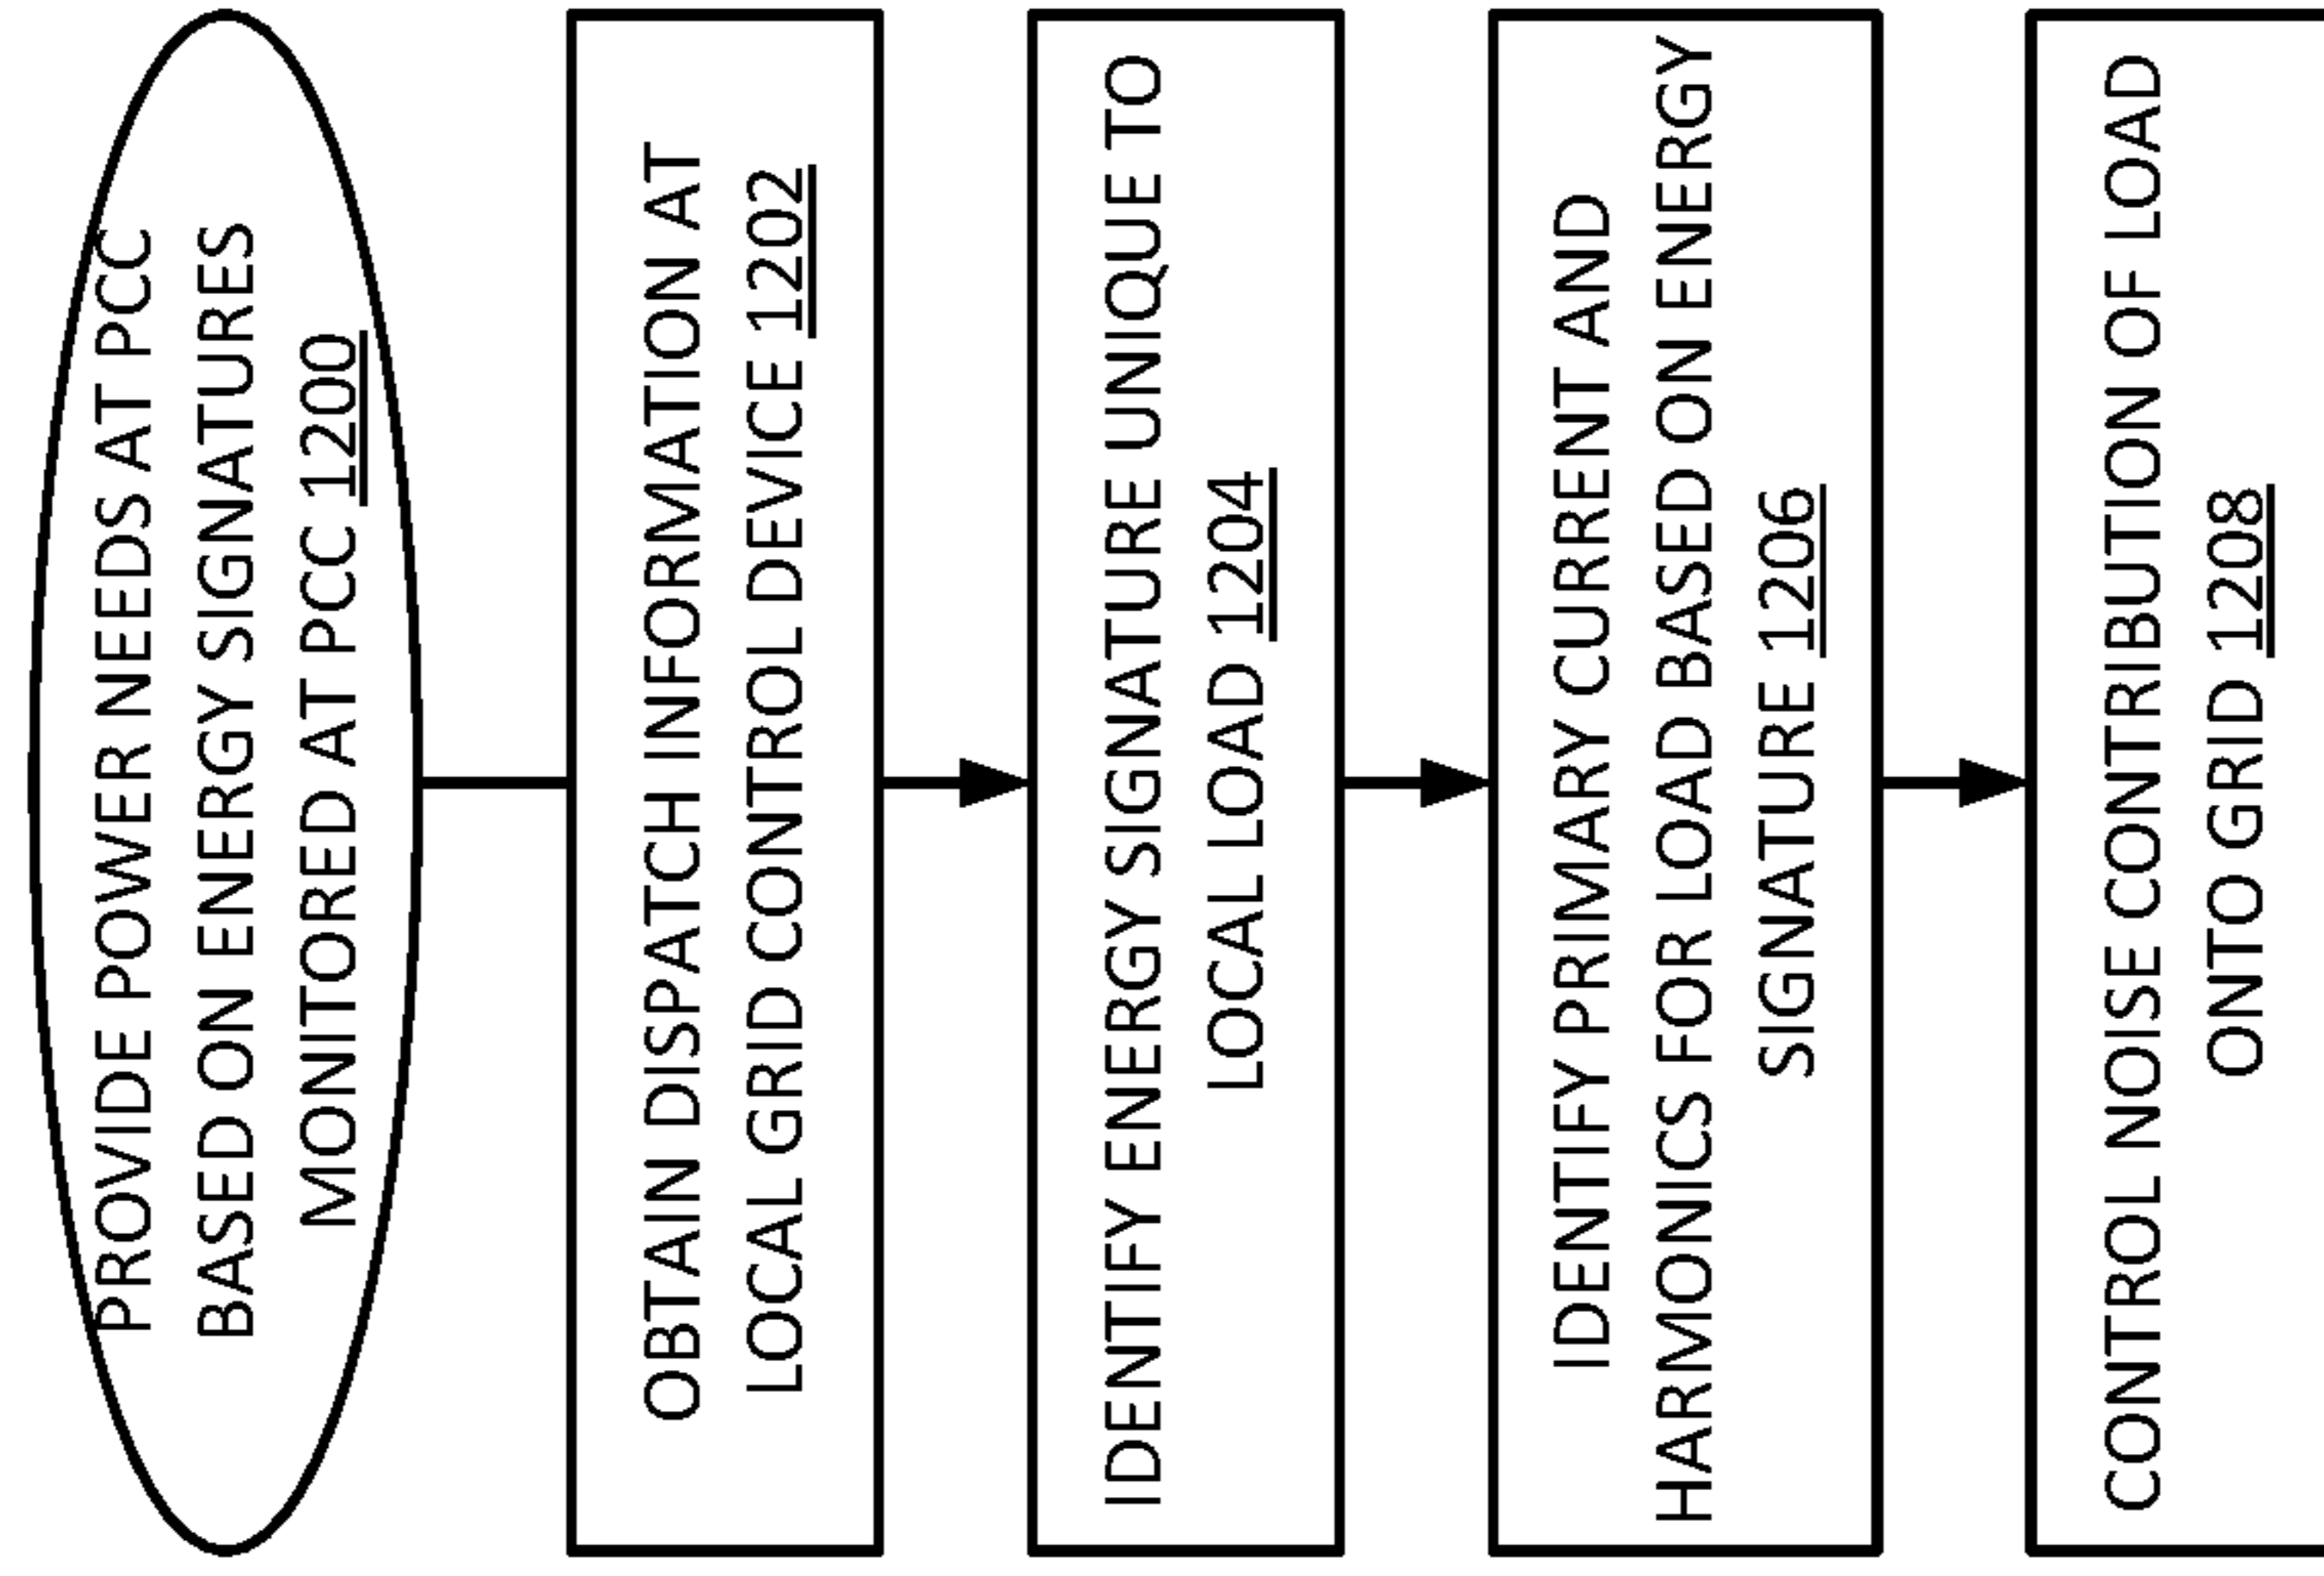 PROVIDE POWER NEEDS AT PCC
BASED ON ENERGY SIGNATURES
MONITORED AT PCC 1200
OBTAIN DISPATCH INFORMATION AT
LOCAL GRID CONTROL DEVICE 1202
IDENTIFY ENERGY SIGNATURE UNIQUE TO
LOCAL LOAD 1204
IDENTIFY PRIMARY CURRENT AND
HARMONICS FOR LOAD BASED ON ENERGY
SIGNATURE 1206
CONTROL NOISE CONTRIBUTION OF LOAD
ONTO GRID 1208